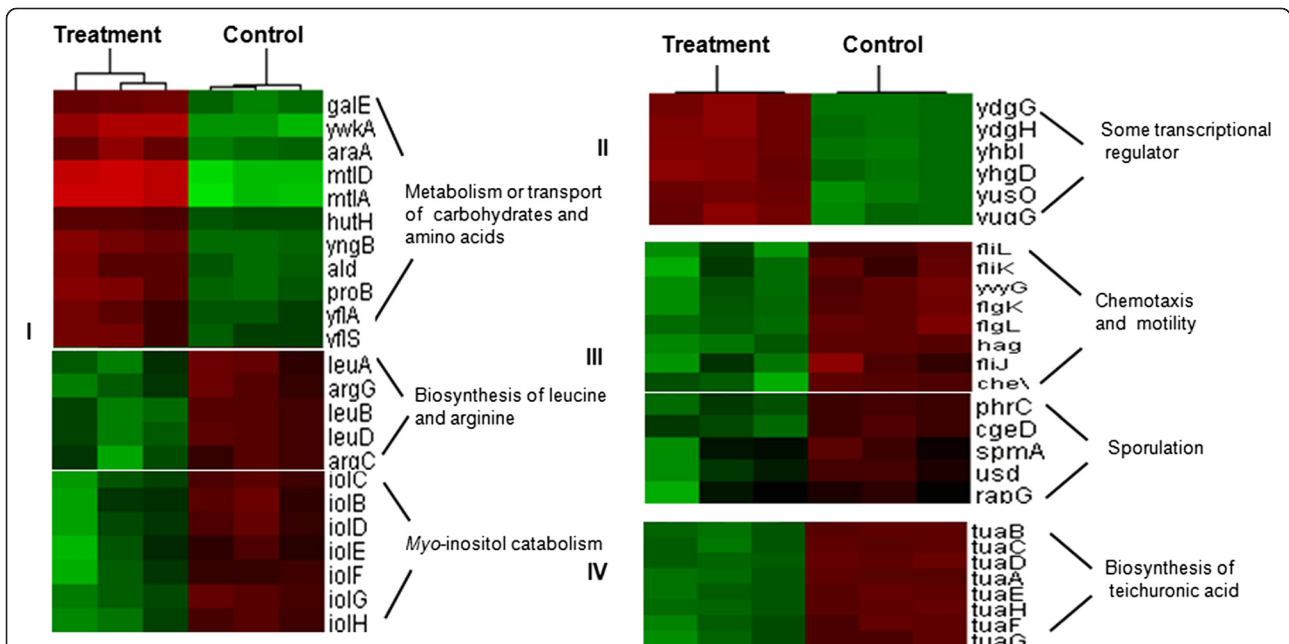 Treatment Control
galE
ywkA
araA
mtlD
mtlA
hutH
yngB
ald
proB
yflA
yflS
Metabolism or transport
of carbohydrates and
amino acids
I
leuA
argG
leuB
leuD
argC
Biosynthesis of leucine
and arginine
iolC
iolB
iolD
iolE
iolF
iolG
iolH
Myo-inositol catabolism
Treatment Control
II
ydgG
ydgH
yhbI
yhgD
yusO
Some transcriptional
regulator
III
fliL
fliK
yvyG
flgK
flgL
hag
fliJ
Chemotaxis
and motility
phrC
cgeD
spmA
usd
rapG
Sporulation
IV
tuaB
tuaC
tuaD
tuaA
tuaE
tuaH
tuaF
tuaG
Biosynthesis of
teichuronic acid